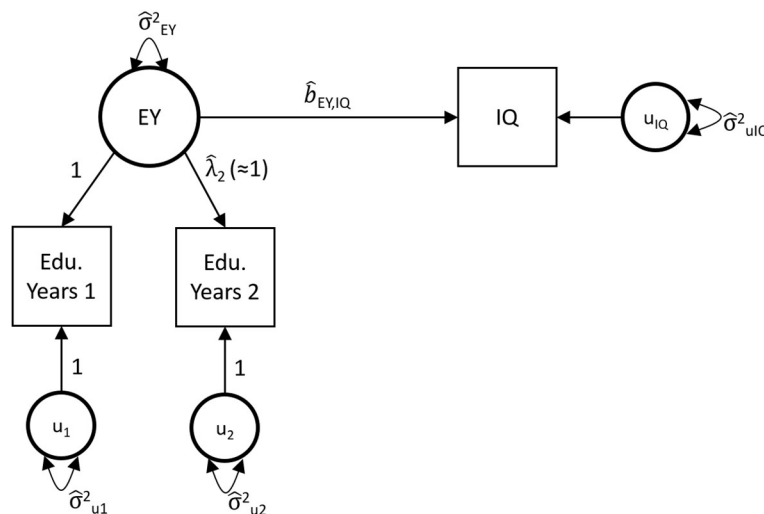 σ̂²EY
EY
b̂EY,IQ
IQ
uIQ
σ̂²uIQ
1
λ̂₂ (≈1)
Edu.
Years 1
Edu.
Years 2
1
1
u₁
u₂
σ̂²u1
σ̂²u2